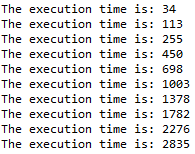 The execution time is: 34
The execution time is: 113
The execution time is: 255
The execution time is: 450
The execution time is: 698
The execution time is: 1003
The execution time is: 1378
The execution time is: 1782
The execution time is: 2276
The execution time is: 2835